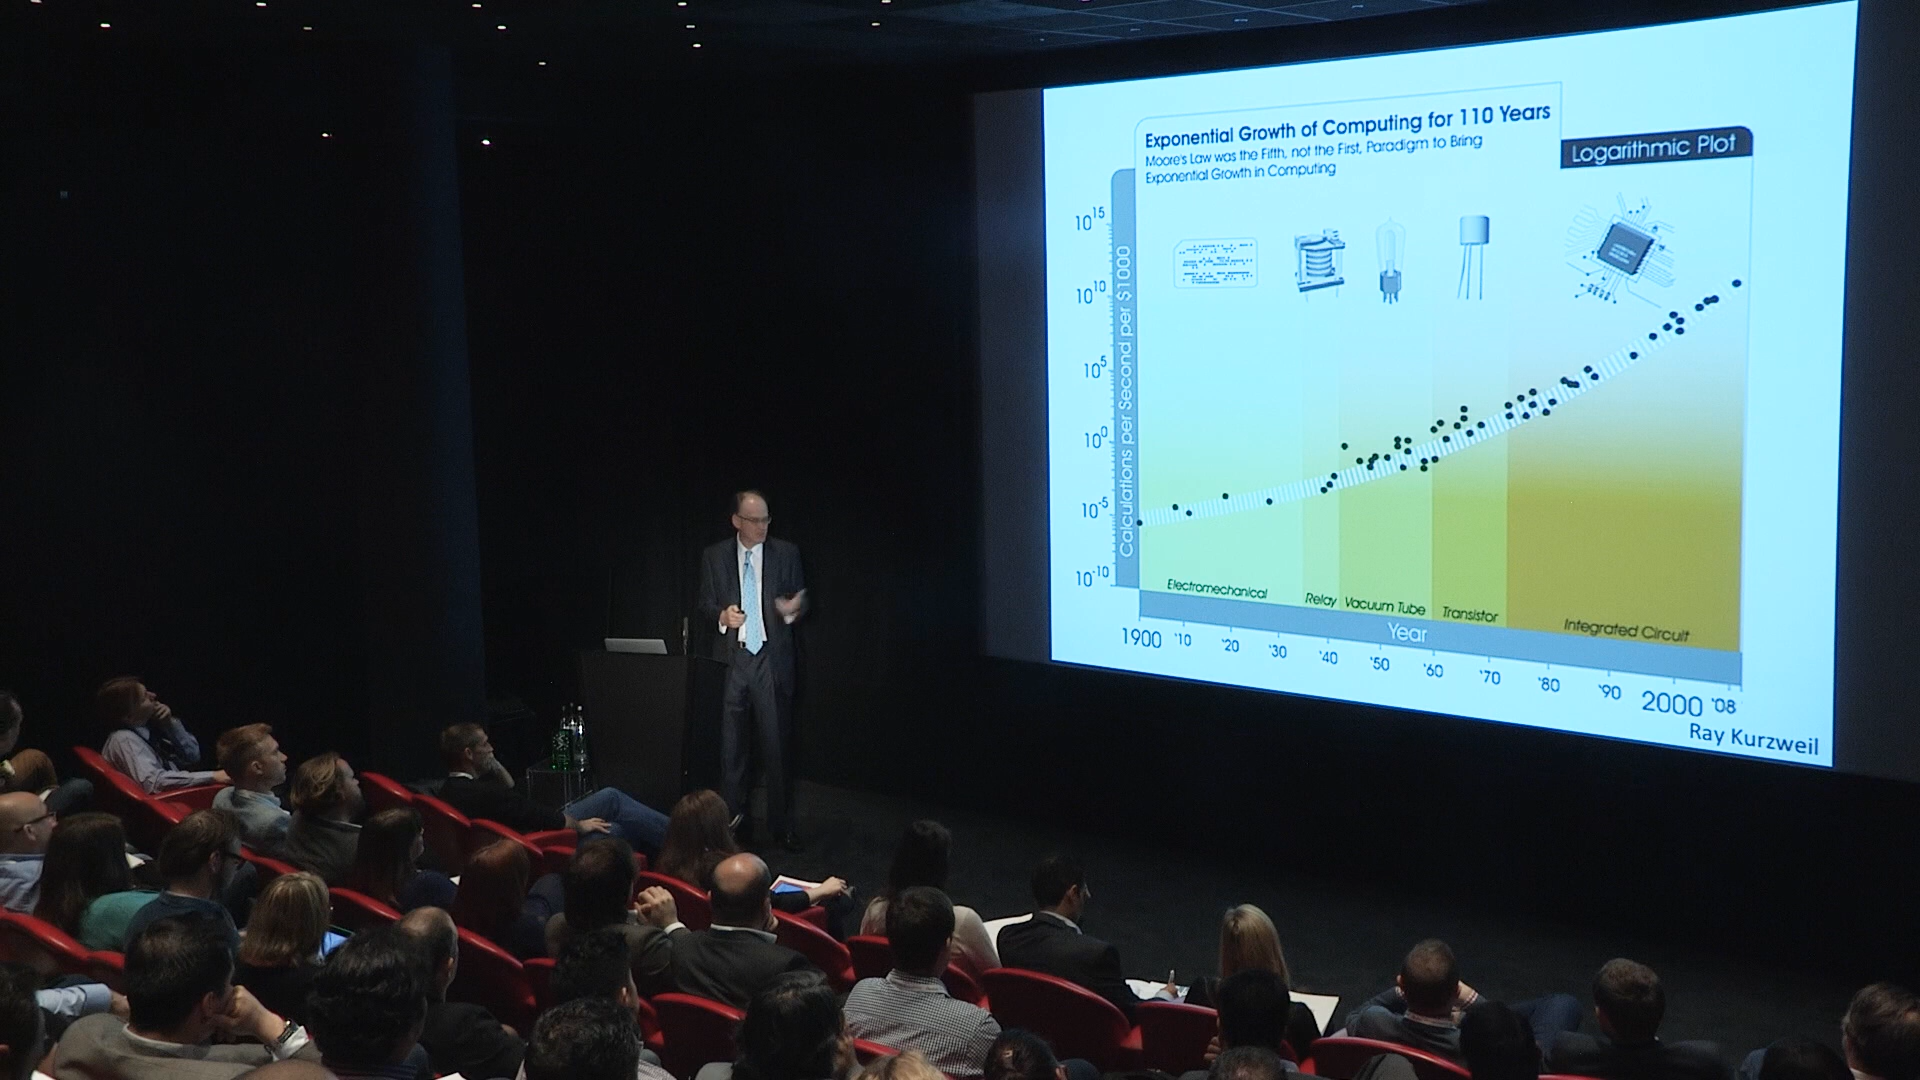 Exponential Growth of Computing for 110 Years
Moore's Law was the Fifth, not the First, Paradigm to Bring
Exponential Growth in Computing
Logarithmic Plot
10^15
10^10
10^5
10^0
10^-5
10^-10
Calculations per Second per $1000
Electromechanical
Relay
Vacuum Tube
Transistor
Integrated Circuit
Year
1900 '10 '20 '30 '40 '50 '60 '70 '80 '90 2000 '08
Ray Kurzweil